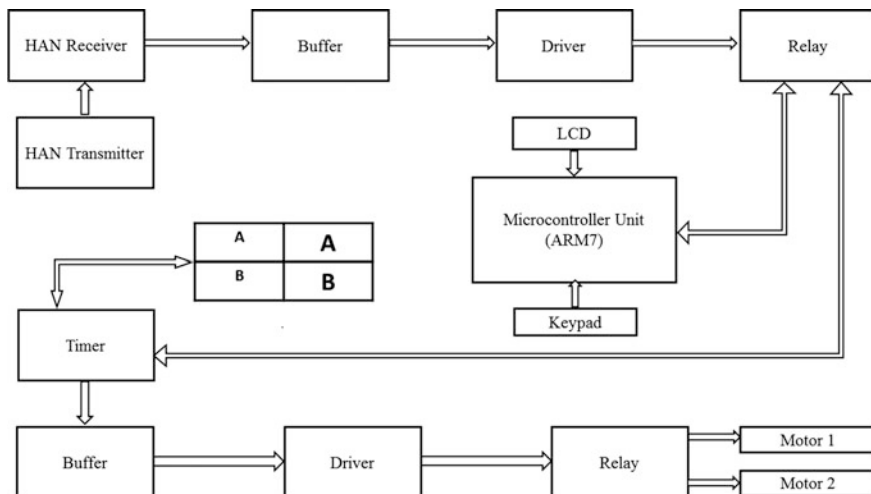 HAN Receiver
Buffer
Driver
Relay
HAN Transmitter
LCD
Microcontroller Unit
(ARM7)
Keypad
A A
B B
Timer
Buffer
Driver
Relay
Motor 1
Motor 2